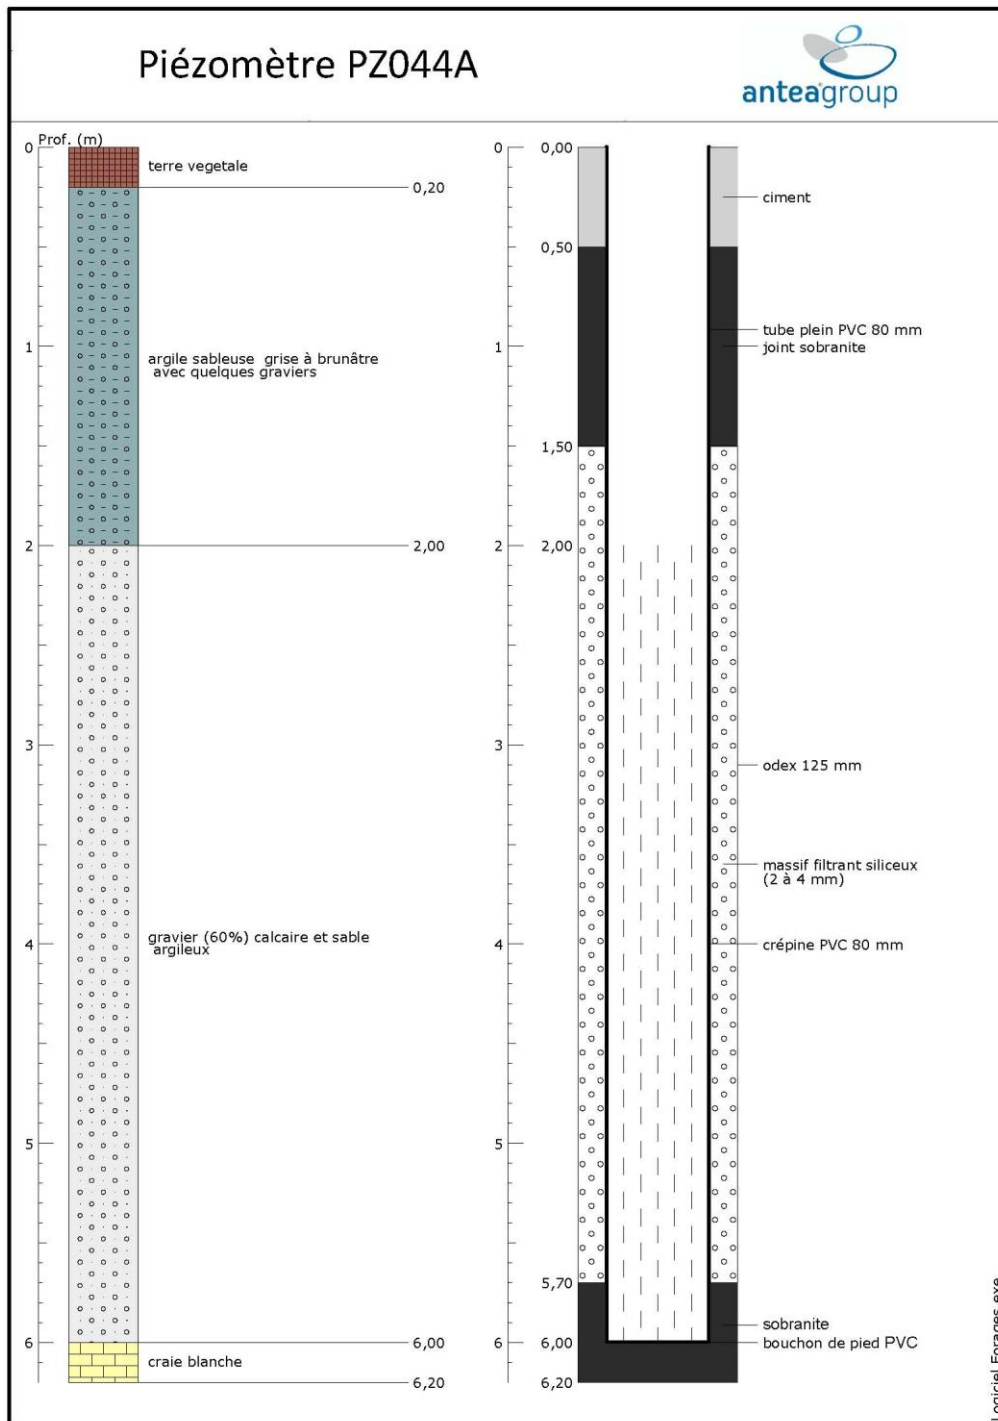 Piézomètre PZ044A
anteagroup
Prof. (m)
0
terre vegetale
0,20
1
argile sableuse grise à brunâtre
avec quelques graviers
2
2,00
3
gravier (60%) calcaire et sable
argileux
4
5
6
6,00
craie blanche
6,20
0
0,00
ciment
0,50
tube plein PVC 80 mm
1
joint sobranite
1,50
2
2,00
3
odex 125 mm
massif filtrant siliceux
(2 à 4 mm)
4
crépine PVC 80 mm
5
5,70
sobranite
6
6,00
bouchon de pied PVC
6,20
Logiciel Forages.exe